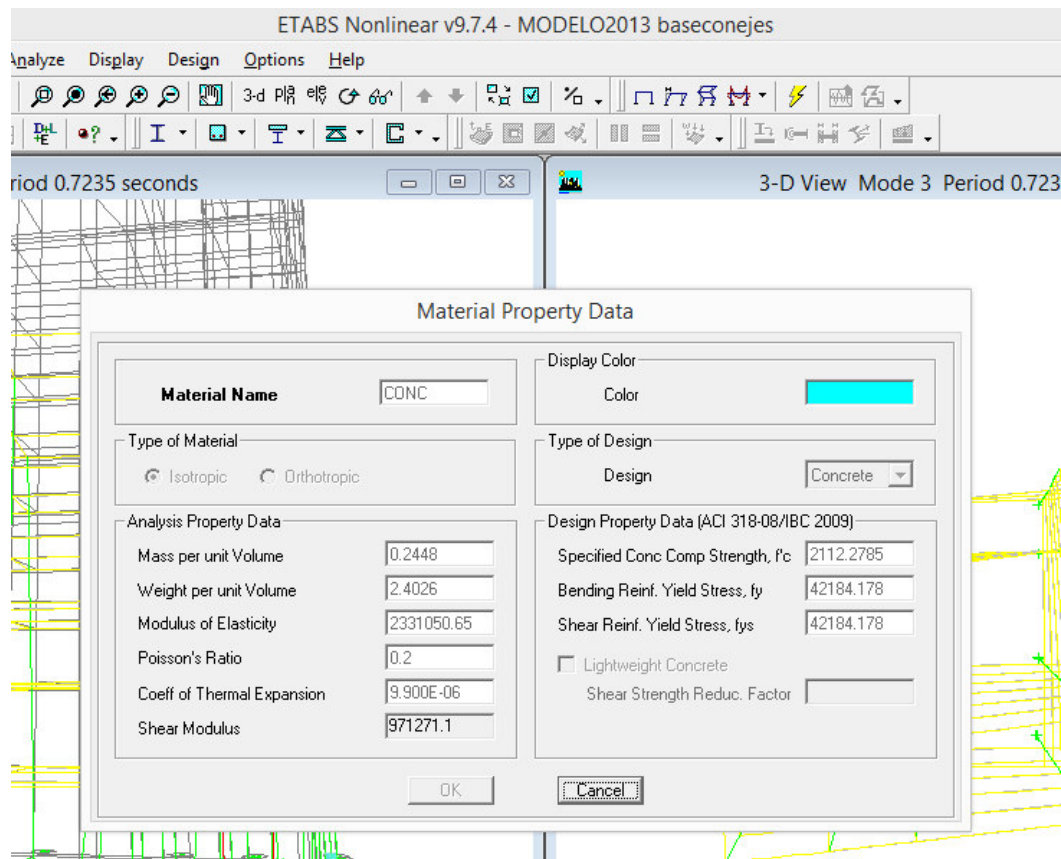 ETABS Nonlinear v9.7.4 - MODELO2013 baseconejes
Analyze Display Design Options Help
3-d
riod 0.7235 seconds
3-D View Mode 3 Period 0.723
Material Property Data
Material Name CONC
Display Color
Color
Type of Material
Isotropic Orthotropic
Type of Design
Design Concrete
Analysis Property Data
Mass per unit Volume 0.2448
Weight per unit Volume 2.4026
Modulus of Elasticity 2331050.65
Poisson's Ratio 0.2
Coeff of Thermal Expansion 9.900E-06
Shear Modulus 971271.1
Design Property Data (ACI 318-08/IBC 2009)
Specified Conc Comp Strength, f'c 2112.2785
Bending Reinf. Yield Stress, fy 42184.178
Shear Reinf. Yield Stress, fys 42184.178
Lightweight Concrete
Shear Strength Reduc. Factor
OK Cancel